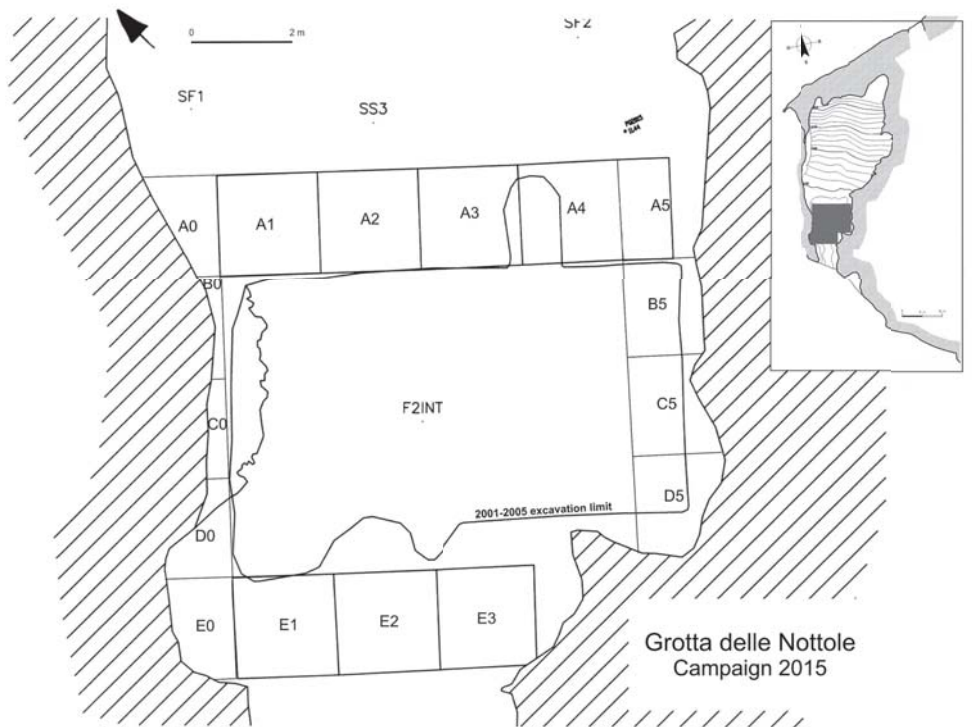 SF2
0 2 m
SF1
SS3
A0
A1
A2
A3
A4
A5
B0
B5
F2INT
C0
C5
2001-2005 excavation limit
D5
D0
E0
E1
E2
E3
Grotta delle Nottole
Campaign 2015